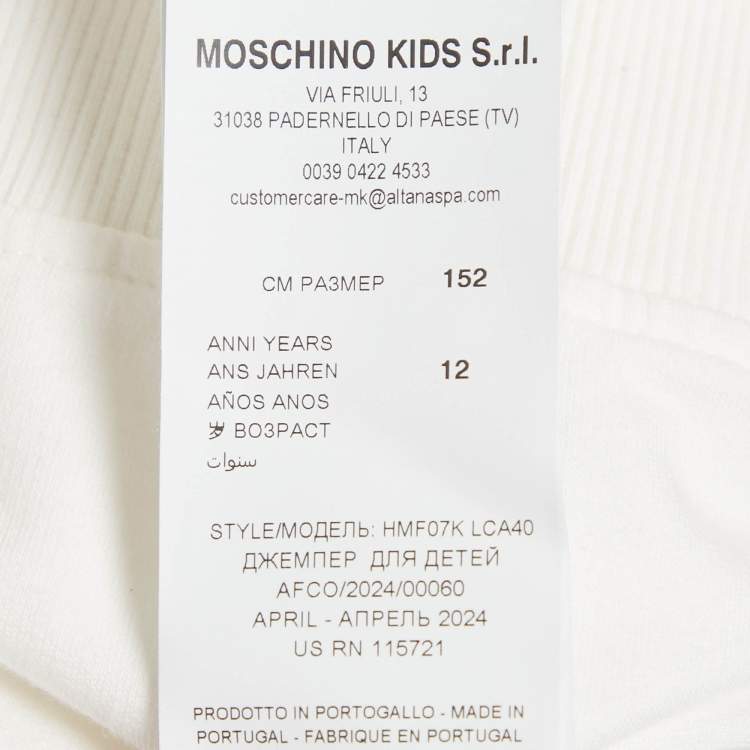 MOSCHINO KIDS S.r.l.
VIA FRIULI, 13
31038 PADERNELLO DI PAESE (TV)
ITALY
0039 0422 4533
customercare-mk@altanaspa.com
CM PA3MEP 152
ANNI YEARS
ANS JAHREN 12
AÑOS ANOS
岁 ВОЗРАСТ
سنوات
STYLE/МОДЕЛЬ: HMF07K LCA40
ДЖЕМПЕР ДЛЯ ДЕТЕЙ
AFCO/2024/00060
APRIL - АПРЕЛЬ 2024
US RN 115721
PRODOTTO IN PORTOGALLO - MADE IN
PORTUGAL - FABRIQUE EN PORTUGAL